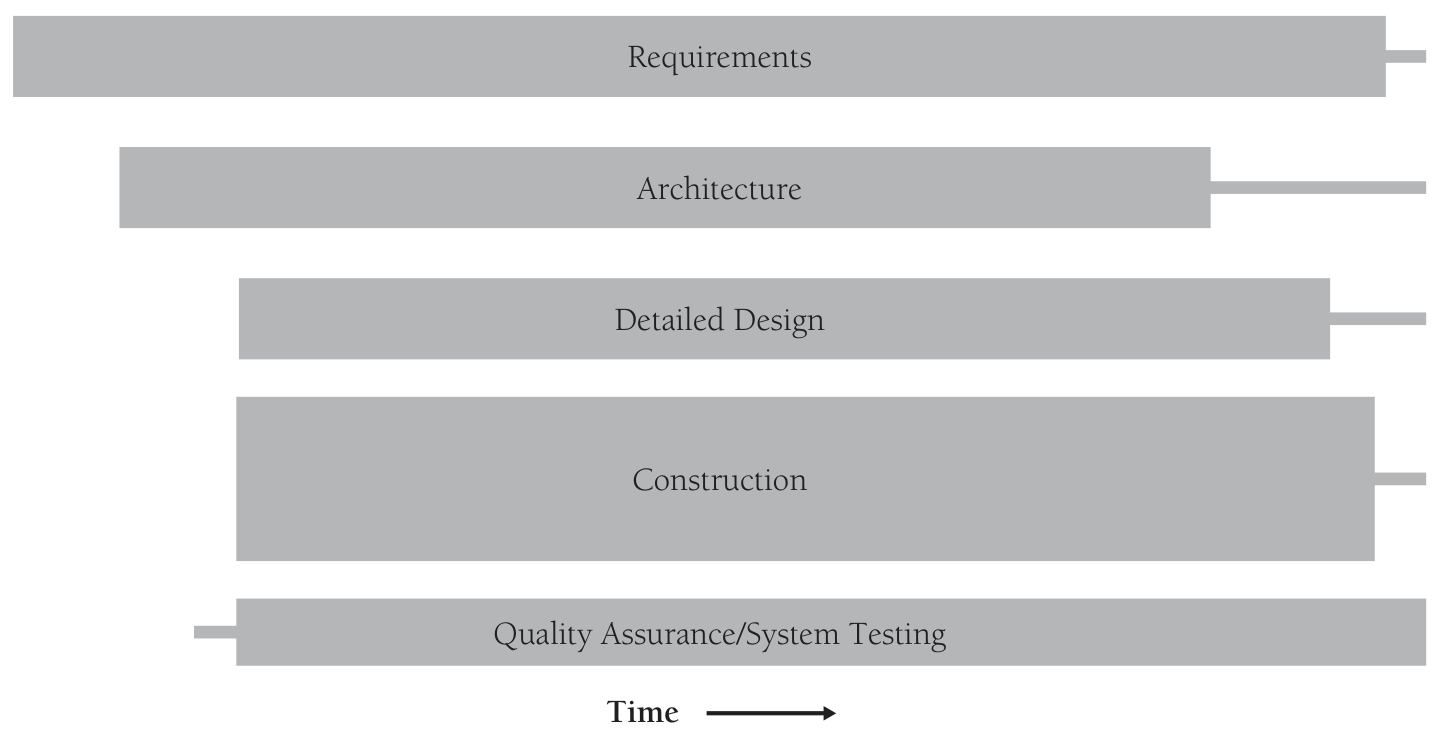 Requirements
Architecture
Detailed Design
Construction
Quality Assurance/System Testing
Time